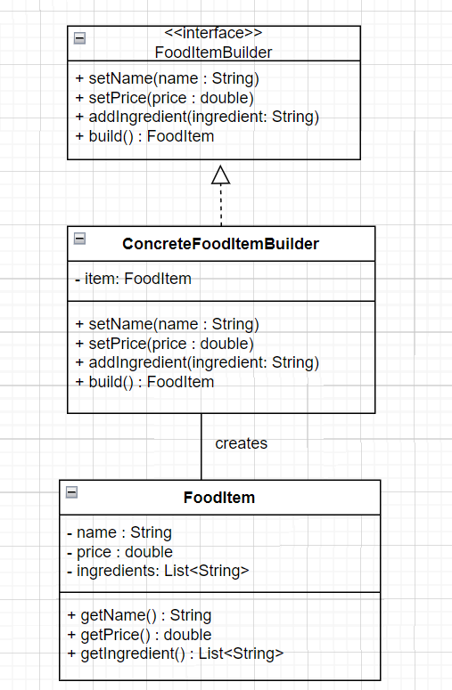 <<interface>>
FoodItemBuilder
+ setName(name : String)
+ setPrice(price : double)
+ addIngredient(ingredient: String)
+ build() : FoodItem
ConcreteFoodItemBuilder
- item: FoodItem
+ setName(name : String)
+ setPrice(price : double)
+ addIngredient(ingredient: String)
+ build() : FoodItem
creates
FoodItem
- name : String
- price : double
- ingredients: List<String>
+ getName() : String
+ getPrice() : double
+ getIngredient() : List<String>